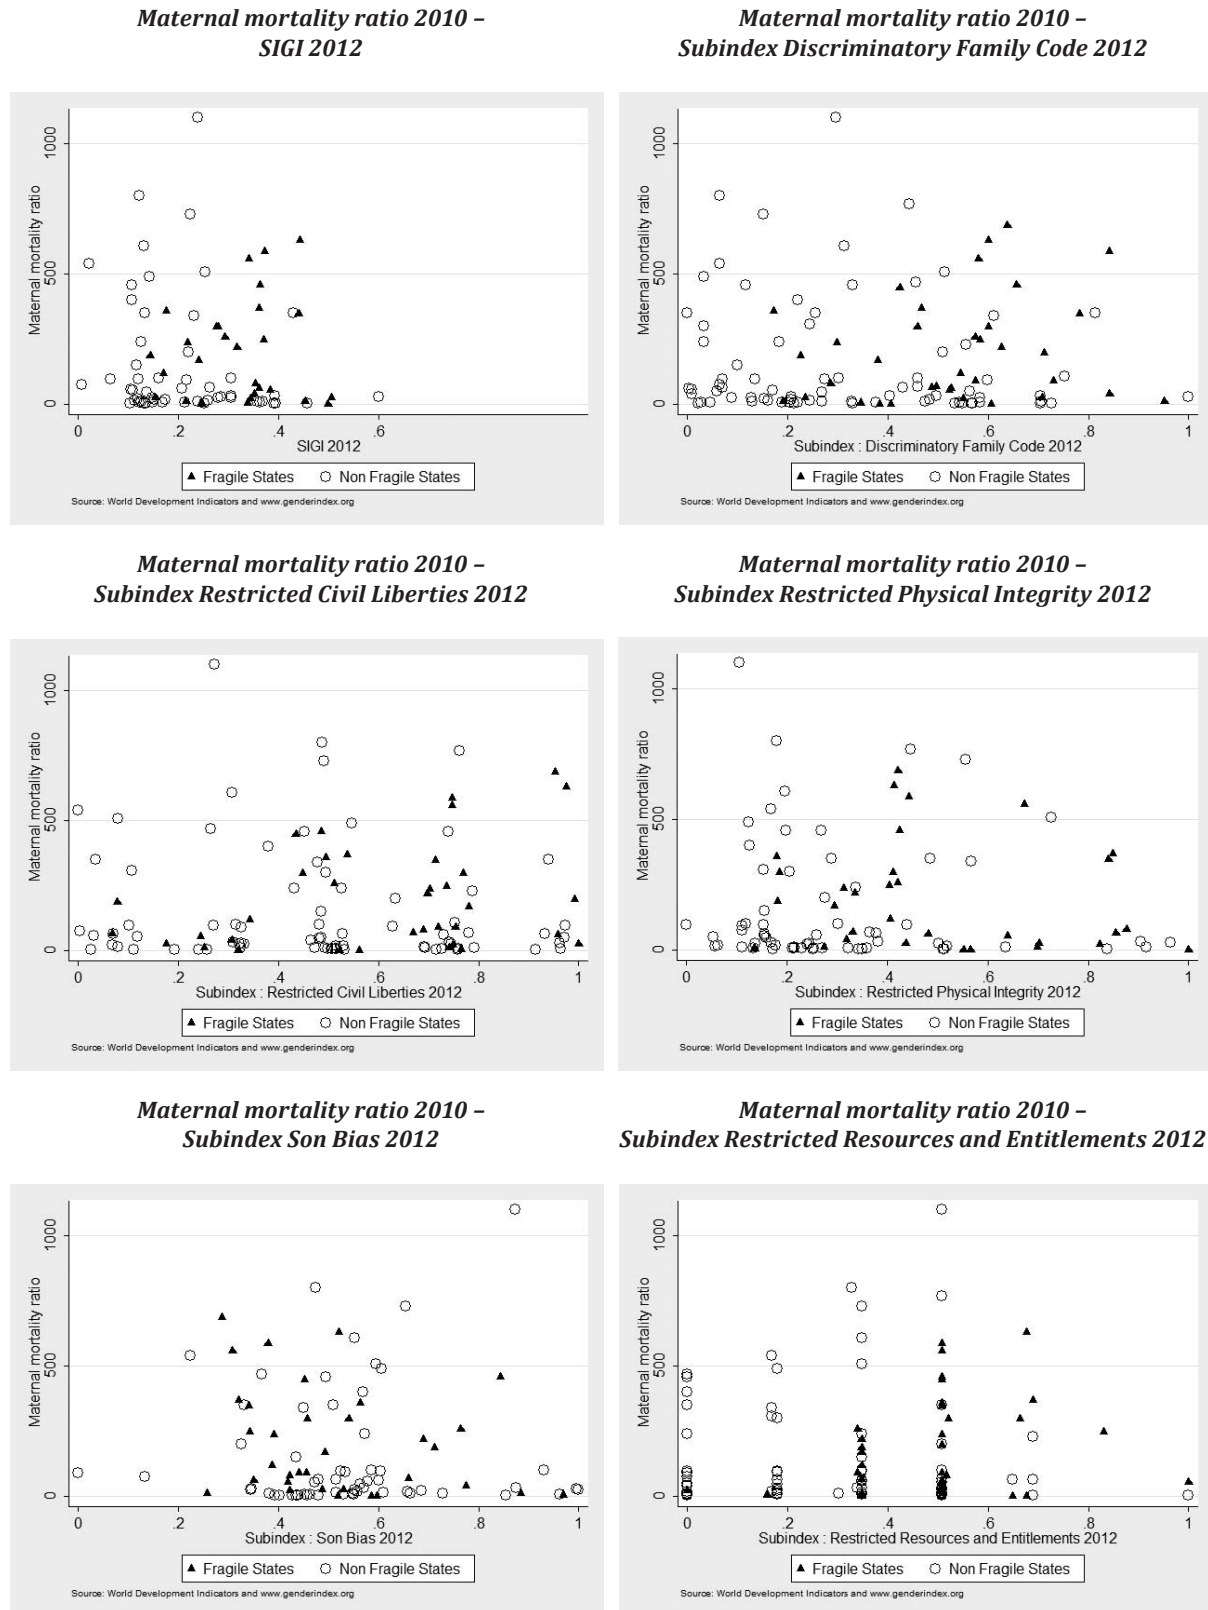 Maternal mortality ratio 2010 –
SIGI 2012
Maternal mortality ratio
1000
500
0
0 .2 .4 .6
SIGI 2012
▲ Fragile States ○ Non Fragile States
Source: World Development Indicators and www.genderindex.org
Maternal mortality ratio 2010 –
Subindex Discriminatory Family Code 2012
Maternal mortality ratio
1000
500
0
0 .2 .4 .6 .8 1
Subindex : Discriminatory Family Code 2012
▲ Fragile States ○ Non Fragile States
Source: World Development Indicators and www.genderindex.org
Maternal mortality ratio 2010 –
Subindex Restricted Civil Liberties 2012
Maternal mortality ratio
1000
500
0
0 .2 .4 .6 .8 1
Subindex : Restricted Civil Liberties 2012
▲ Fragile States ○ Non Fragile States
Source: World Development Indicators and www.genderindex.org
Maternal mortality ratio 2010 –
Subindex Restricted Physical Integrity 2012
Maternal mortality ratio
1000
500
0
0 .2 .4 .6 .8 1
Subindex : Restricted Physical Integrity 2012
▲ Fragile States ○ Non Fragile States
Source: World Development Indicators and www.genderindex.org
Maternal mortality ratio 2010 –
Subindex Son Bias 2012
Maternal mortality ratio
1000
500
0
0 .2 .4 .6 .8 1
Subindex : Son Bias 2012
▲ Fragile States ○ Non Fragile States
Source: World Development Indicators and www.genderindex.org
Maternal mortality ratio 2010 –
Subindex Restricted Resources and Entitlements 2012
Maternal mortality ratio
1000
500
0
0 .2 .4 .6 .8 1
Subindex : Restricted Resources and Entitlements 2012
▲ Fragile States ○ Non Fragile States
Source: World Development Indicators and www.genderindex.org